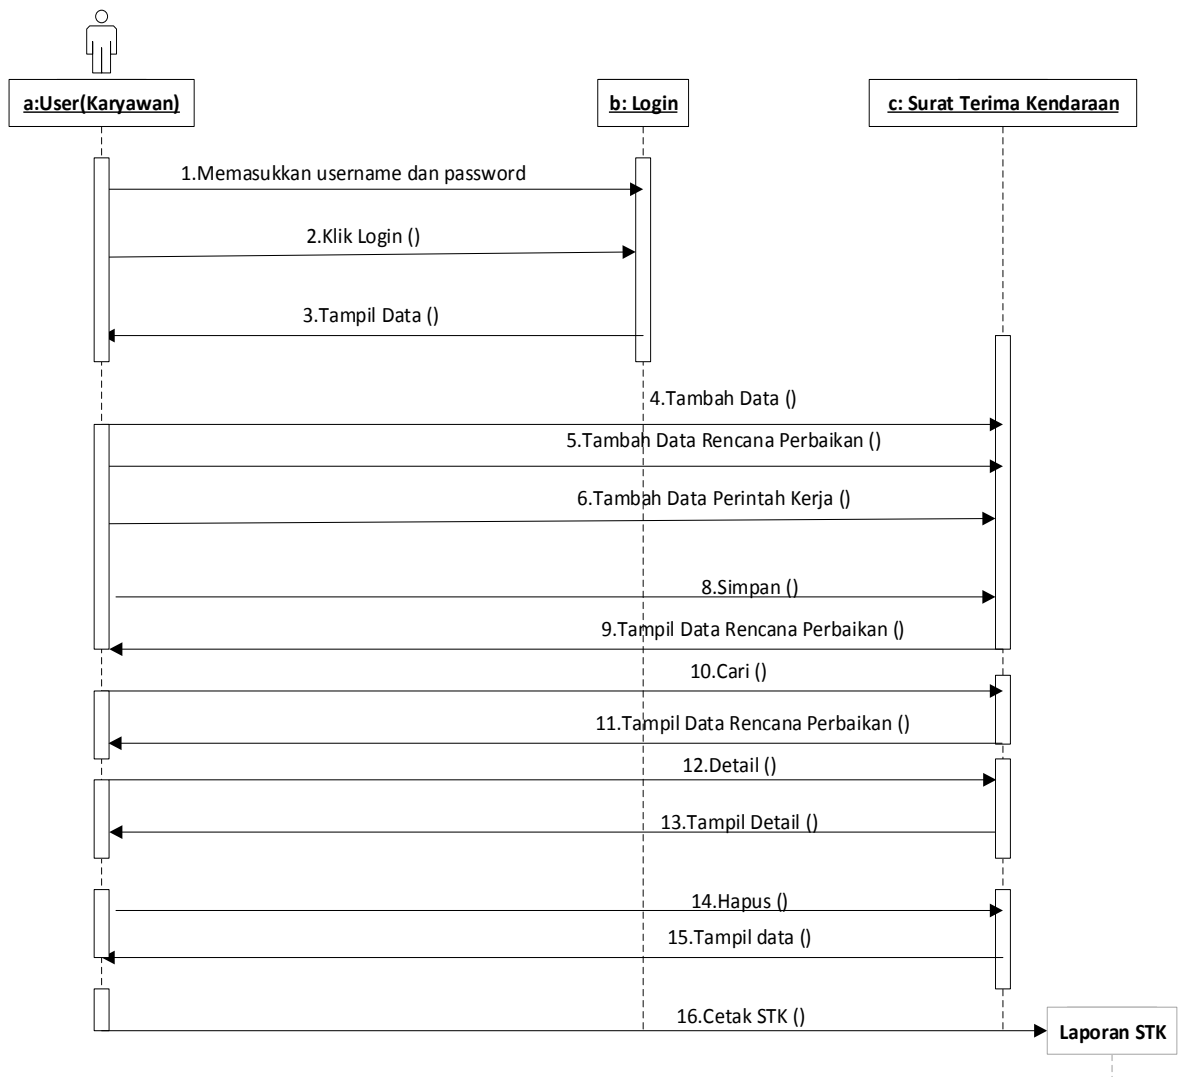 a:User(Karyawan)
b: Login
c: Surat Terima Kendaraan
1.Memasukkan username dan password
2.Klik Login ()
3.Tampil Data ()
4.Tambah Data ()
5.Tambah Data Rencana Perbaikan ()
6.Tambah Data Perintah Kerja ()
8.Simpan ()
9.Tampil Data Rencana Perbaikan ()
10.Cari ()
11.Tampil Data Rencana Perbaikan ()
12.Detail ()
13.Tampil Detail ()
14.Hapus ()
15.Tampil data ()
16.Cetak STK ()
Laporan STK